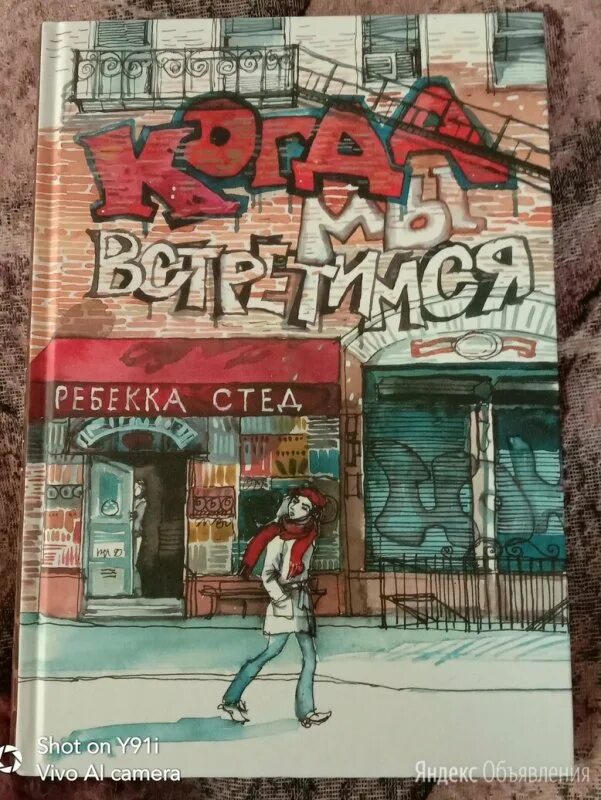 КОГДА
МЫ
ВСТРЕТИМСЯ
РЕБЕККА СТЕД
Shot on Y91i
Vivo AI camera
Яндекс Объявления